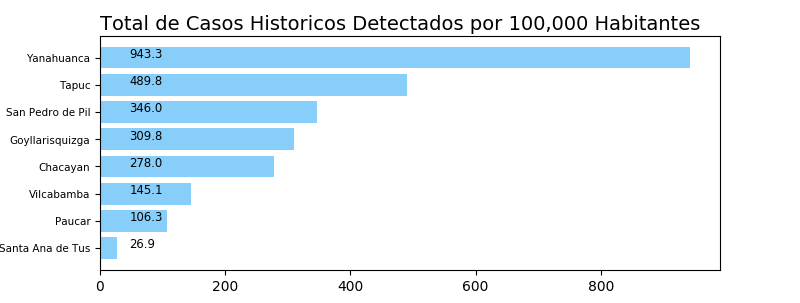 Total de Casos Historicos Detectados por 100,000 Habitantes
Yanahuanca 943.3
Tapuc 489.8
San Pedro de Pil 346.0
Goyllarisquizga 309.8
Chacayan 278.0
Vilcabamba 145.1
Paucar 106.3
Santa Ana de Tus 26.9
0 200 400 600 800